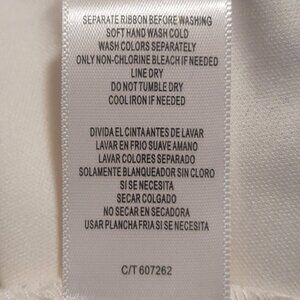 SEPARATE RIBBON BEFORE WASHING
SOFT HAND WASH COLD
WASH COLORS SEPARATELY
ONLY NON-CHLORINE BLEACH IF NEEDED
LINE DRY
DO NOT TUMBLE DRY
COOL IRON IF NEEDED
DIVIDA EL CINTA ANTES DE LAVAR
LAVAR EN FRIO SUAVE A MANO
LAVAR COLORES SEPARADO
SOLAMENTE BLANQUEADOR SIN CLORO
SI SE NECESITA
SECAR COLGADO
NO SECAR EN SECADORA
USAR PLANCHA FRIA SI SE NECESITA
C/T 607262